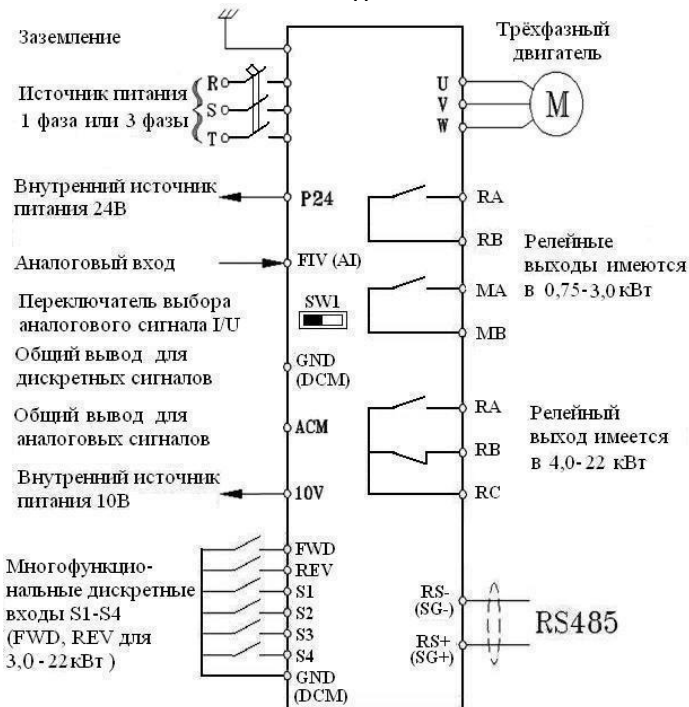 Заземление
Трёхфазный
двигатель
Источник питания
1 фаза или 3 фазы
R
S
T
U
V
W
M
Внутренний источник
питания 24В
P24
RA
RB
Аналоговый вход
FIV (AI)
Релейные
выходы имеются
в 0,75-3,0 кВт
Переключатель выбора
аналогового сигнала I/U
SW1
MA
MB
Общий вывод для
дискретных сигналов
GND
(DCM)
Общий вывод для
аналоговых сигналов
ACM
RA
RB
RC
Релейный
выход имеется
в 4,0-22 кВт
Внутренний источник
питания 10В
10V
Многофункцио-
нальные дискретные
входы S1-S4
(FWD, REV для
3,0-22кВт )
FWD
REV
S1
S2
S3
S4
GND
(DCM)
RS-
(SG-)
RS+
(SG+)
RS485